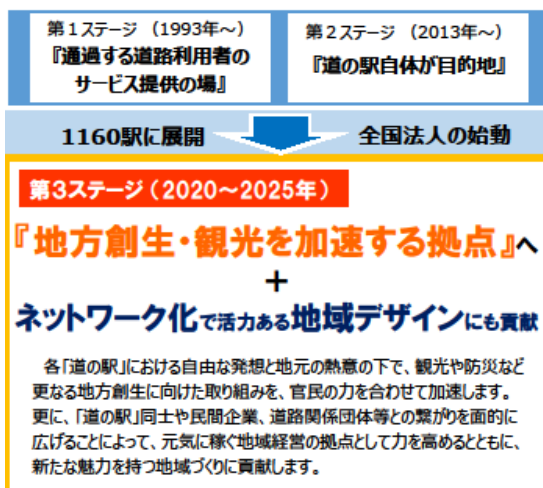 第1ステージ (1993年～)
『通過する道路利用者の
サービス提供の場』
第2ステージ (2013年～)
『道の駅自体が目的地』
1160駅に展開
全国法人の始動
第3ステージ(2020～2025年)
『地方創生・観光を加速する拠点』へ
+
ネットワーク化で活力ある地域デザインにも貢献
各「道の駅」における自由な発想と地元の熱意の下で、観光や防災など
更なる地方創生に向けた取り組みを、官民の力を合わせて加速します。
更に、「道の駅」同士や民間企業、道路関係団体等との繋がりを面的に
広げることによって、元気に稼ぐ地域経営の拠点として力を高めるとともに、
新たな魅力を持つ地域づくりに貢献します。